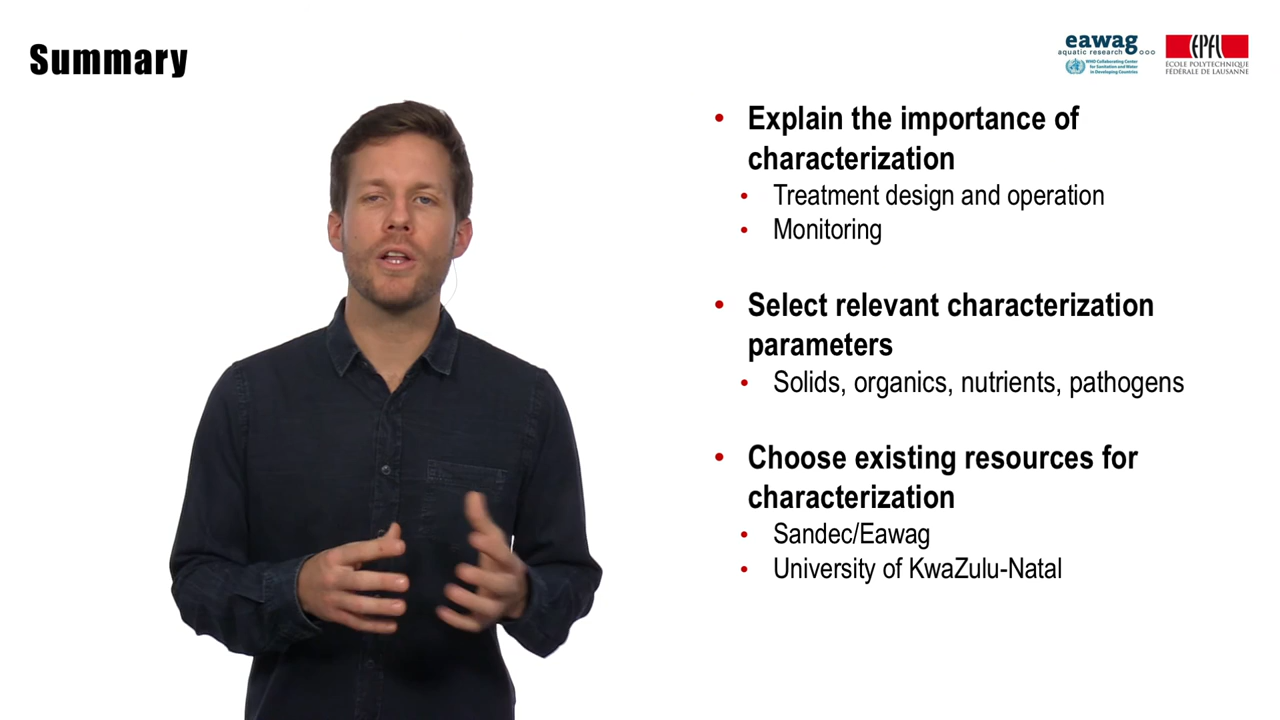 Summary
eawag
aquatic research
WHO Collaborating Center
for Sanitation and Water
in Developing Countries
EPFL
ÉCOLE POLYTECHNIQUE
FÉDÉRALE DE LAUSANNE
• Explain the importance of
characterization
• Treatment design and operation
• Monitoring
• Select relevant characterization
parameters
• Solids, organics, nutrients, pathogens
• Choose existing resources for
characterization
• Sandec/Eawag
• University of KwaZulu-Natal